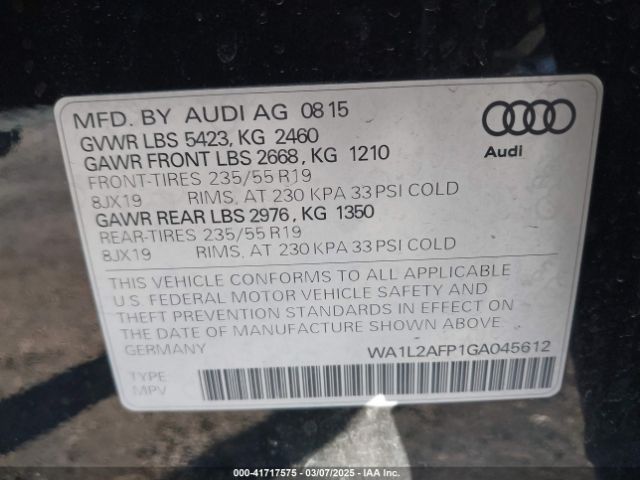 MFD. BY AUDI AG 08 15
GVWR LBS 5423, KG 2460
GAWR FRONT LBS 2668, KG 1210
FRONT-TIRES 235/55 R19
8JX19 RIMS, AT 230 KPA 33 PSI COLD
GAWR REAR LBS 2976, KG 1350
REAR-TIRES 235/55 R19
8JX19 RIMS, AT 230 KPA 33 PSI COLD
Audi
THIS VEHICLE CONFORMS TO ALL APPLICABLE
U.S. FEDERAL MOTOR VEHICLE SAFETY AND
THEFT PREVENTION STANDARDS IN EFFECT ON
THE DATE OF MANUFACTURE SHOWN ABOVE.
GERMANY WA1L2AFP1GA045612
TYPE:
MPV
000-41717575 - 03/07/2025 - IAA Inc.